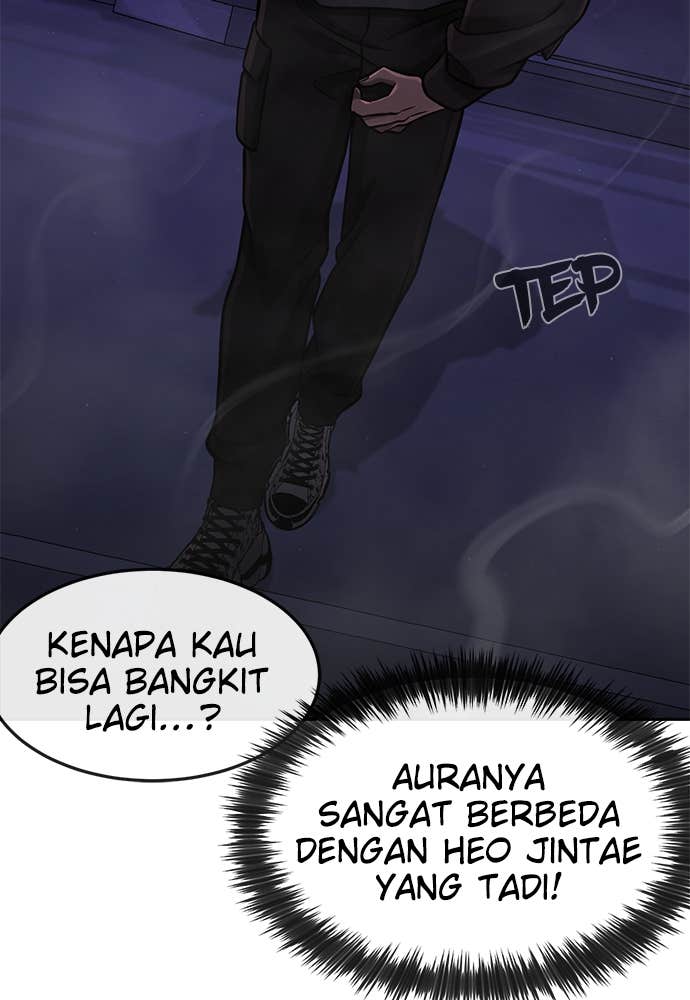 TEP
KENAPA KAU
BISA BANGKIT
LAGI...?
AURANYA
SANGAT BERBEDA
DENGAN HEO JINTAE
YANG TADI!